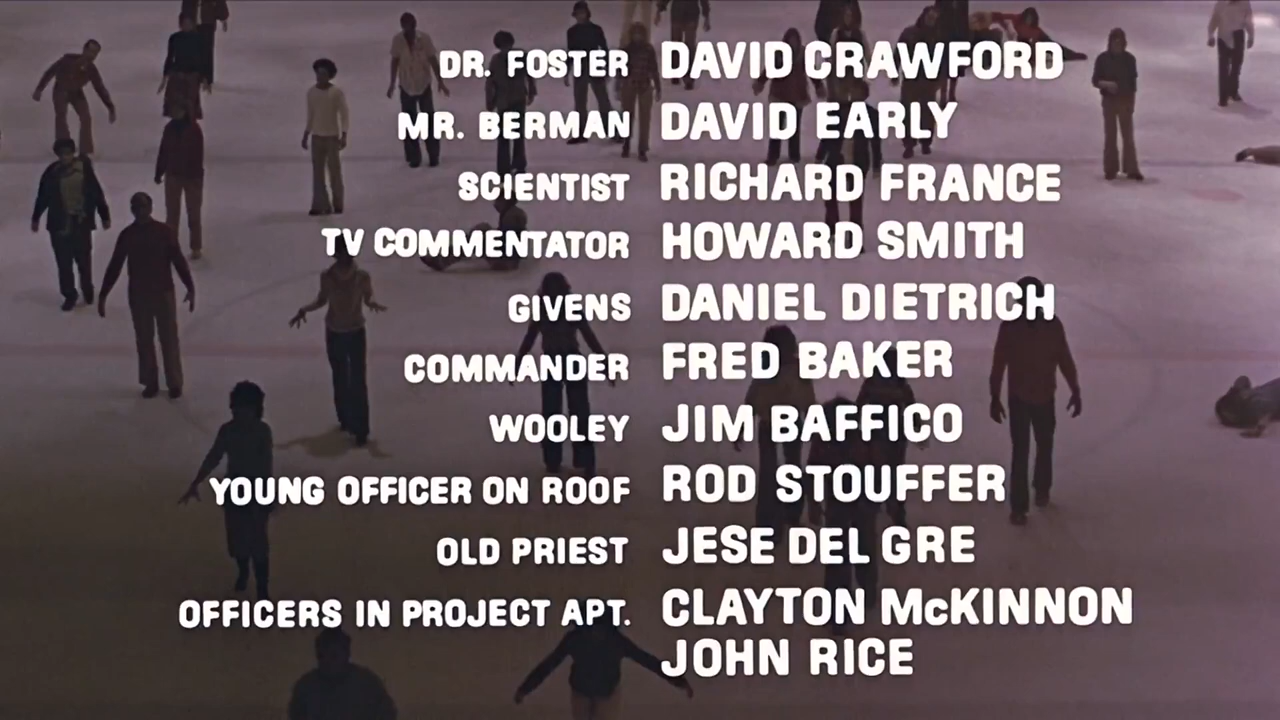 DR. FOSTER DAVID CRAWFORD
MR. BERMAN DAVID EARLY
SCIENTIST RICHARD FRANCE
TV COMMENTATOR HOWARD SMITH
GIVENS DANIEL DIETRICH
COMMANDER FRED BAKER
WOOLEY JIM BAFFICO
YOUNG OFFICER ON ROOF ROD STOUFFER
OLD PRIEST JESE DEL GRE
OFFICERS IN PROJECT APT. CLAYTON McKINNON
JOHN RICE